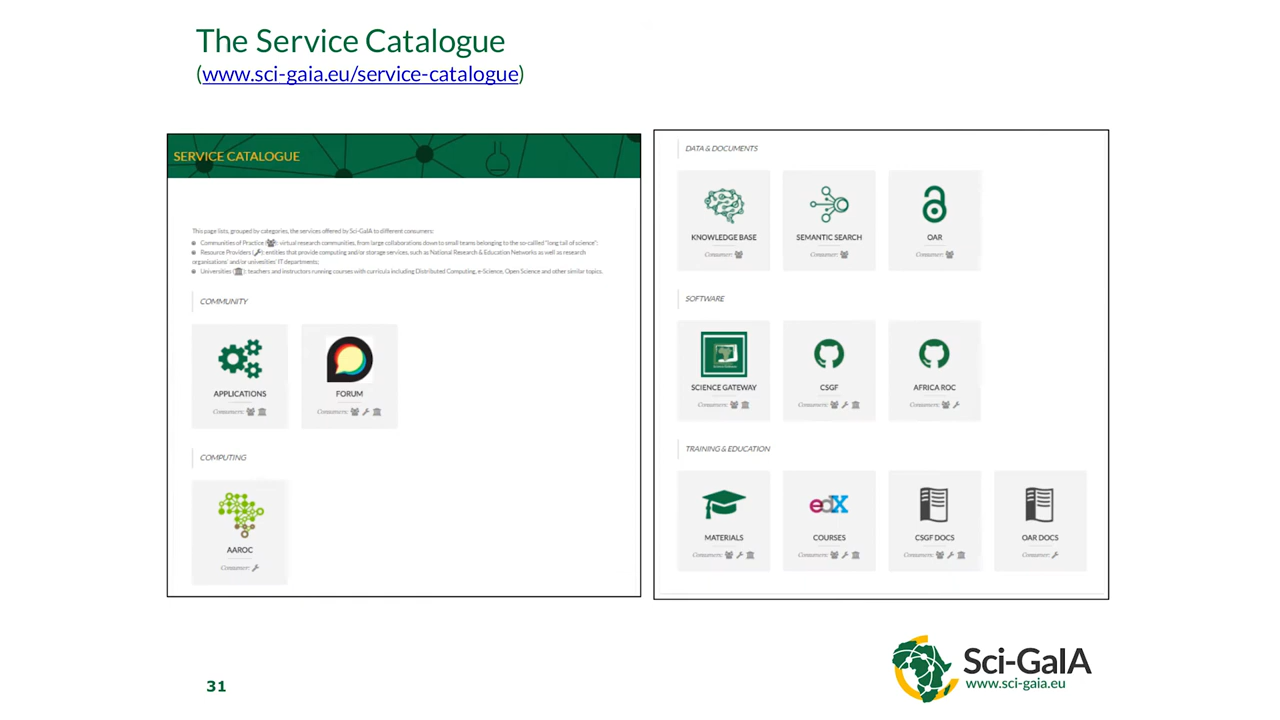 The Service Catalogue
(www.sci-gaia.eu/service-catalogue)
SERVICE CATALOGUE
This page lists, grouped by categories, the services offered by Sci-GaIA to different consumers:
Communities of Practice ( ): virtual research communities, from large collaborations down to small teams belonging to the so-called "long tail of science";
Resource Providers ( ): entities that provide computing and/or storage services, such as National Research & Education Networks as well as research
organisations' and/or universities' IT-departments;
Universities ( ): teachers and instructors running courses with curricula including Distributed Computing, e-Science, Open Science and other similar topics.
COMMUNITY
APPLICATIONS
Consumers:
FORUM
Consumers:
COMPUTING
AAROC
Consumer:
DATA & DOCUMENTS
KNOWLEDGE BASE
Consumer:
SEMANTIC SEARCH
Consumer:
OAR
Consumer:
SOFTWARE
SCIENCE GATEWAY
Consumers:
CSGF
Consumers:
AFRICA ROC
Consumers:
TRAINING & EDUCATION
MATERIALS
Consumers:
edX
COURSES
Consumers:
CSGF DOCS
Consumers:
OAR DOCS
Consumer:
31
Sci-GaIA
www.sci-gaia.eu